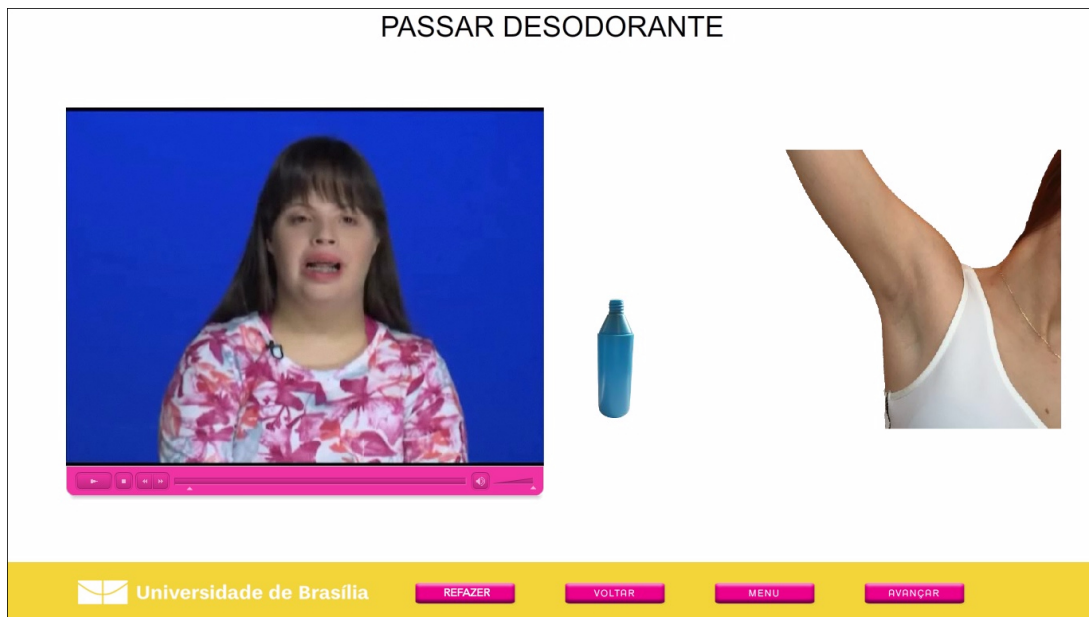 PASSAR DESODORANTE
Universidade de Brasília
REFAZER
VOLTAR
MENU
AVANÇAR